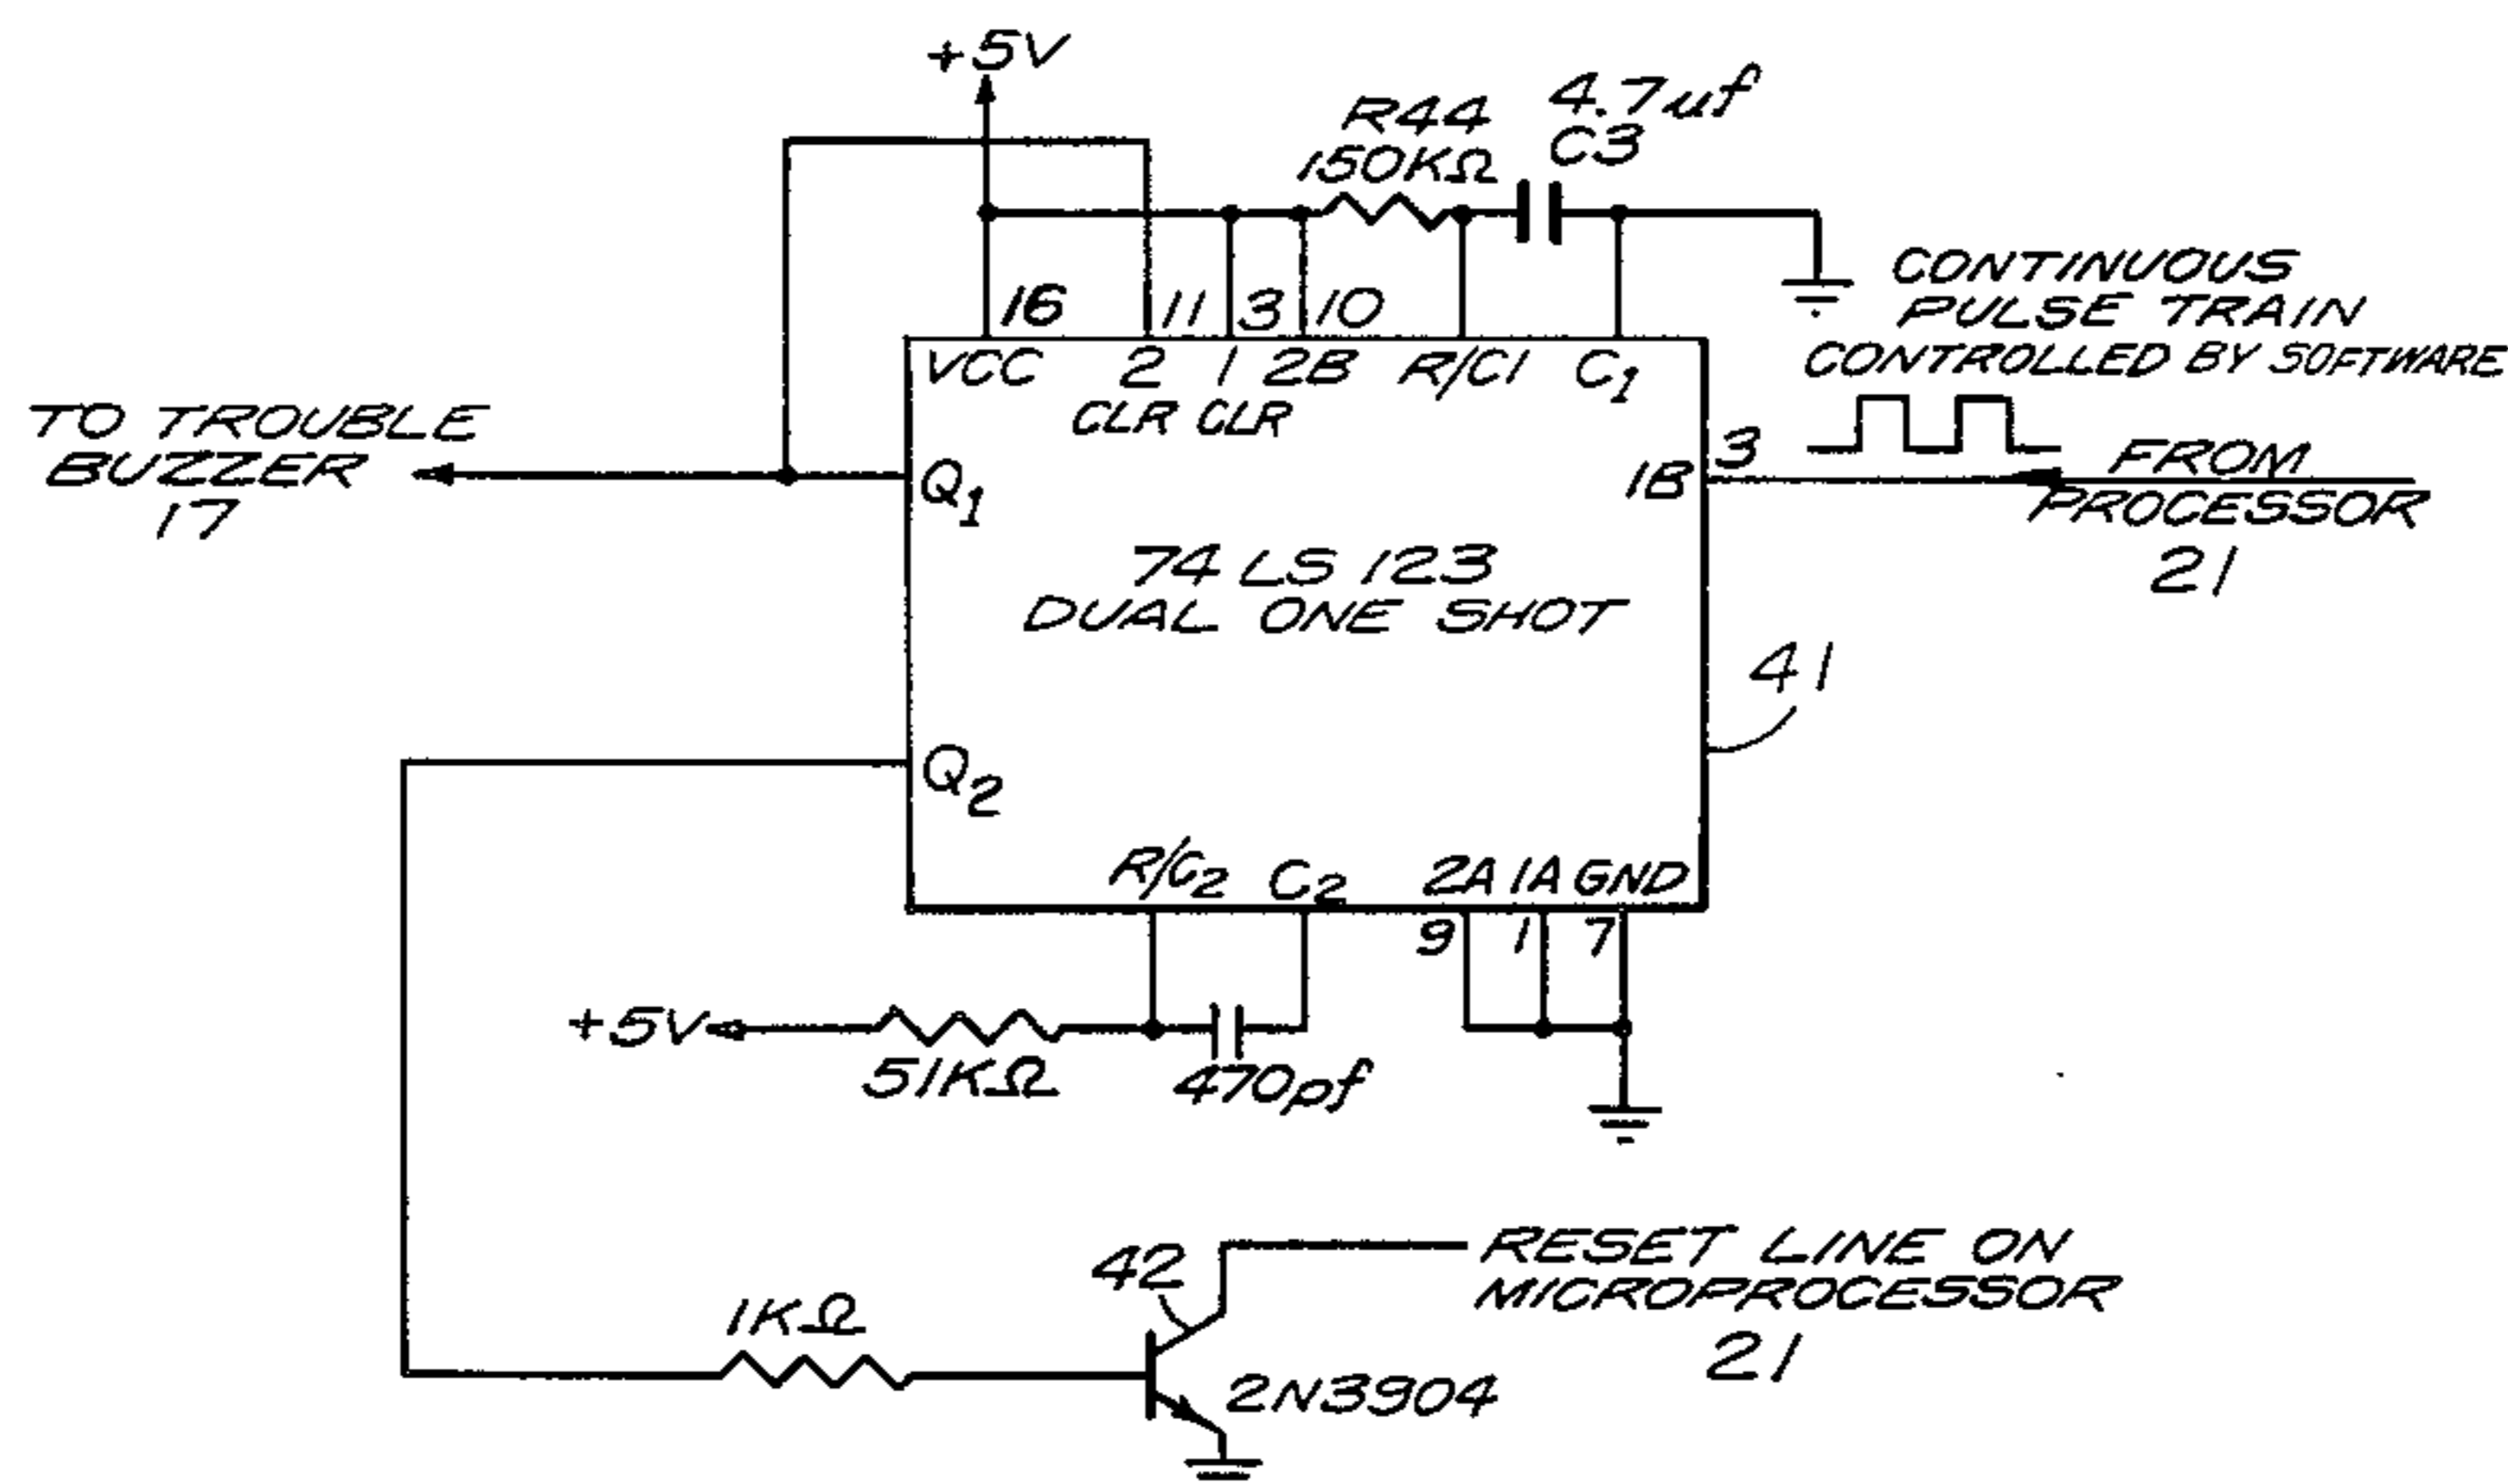 +5V
R44
150KΩ
4.7uf
C3
16 11 3 10
VCC 2 1 2B R/C1 C1
CLR CLR
CONTINUOUS
PULSE TRAIN
CONTROLLED BY SOFTWARE
TO TROUBLE
BUZZER
17
Q1
1B 3
FROM
PROCESSOR
21
74LS123
DUAL ONE SHOT
41
Q2
R/C2 C2 2A 1A GND
9 1 7
+5V
51KΩ
470pf
42
RESET LINE ON
MICROPROCESSOR
21
1KΩ
2N3904